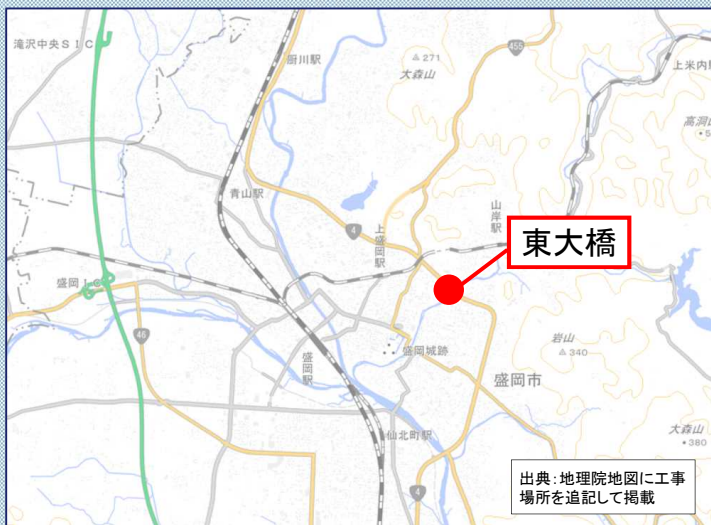 滝沢中央SIC
厨川駅
271
大森山
455
上米内駅
高洞山
青山駅
4
上盛岡駅
山岸駅
東大橋
盛岡IC
46
盛岡駅
盛岡城跡
岩山
340
盛岡市
仙北町駅
大森山
380
4
出典:地理院地図に工事
場所を追記して掲載